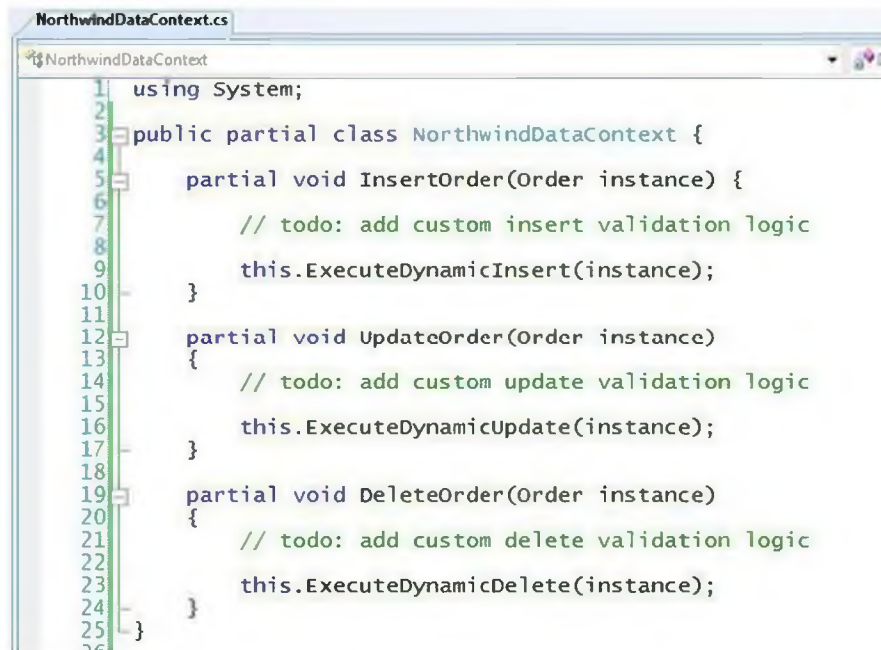 NorthwindDataContext.cs
NorthwindDataContext
1 using System;
2
3 public partial class NorthwindDataContext {
4
5 partial void InsertOrder(Order instance) {
6
7 // todo: add custom insert validation logic
8
9 this.ExecuteDynamicInsert(instance);
10 }
11
12 partial void UpdateOrder(Order instance)
13 {
14 // todo: add custom update validation logic
15
16 this.ExecuteDynamicUpdate(instance);
17 }
18
19 partial void DeleteOrder(Order instance)
20 {
21 // todo: add custom delete validation logic
22
23 this.ExecuteDynamicDelete(instance);
24 }
25 }
26